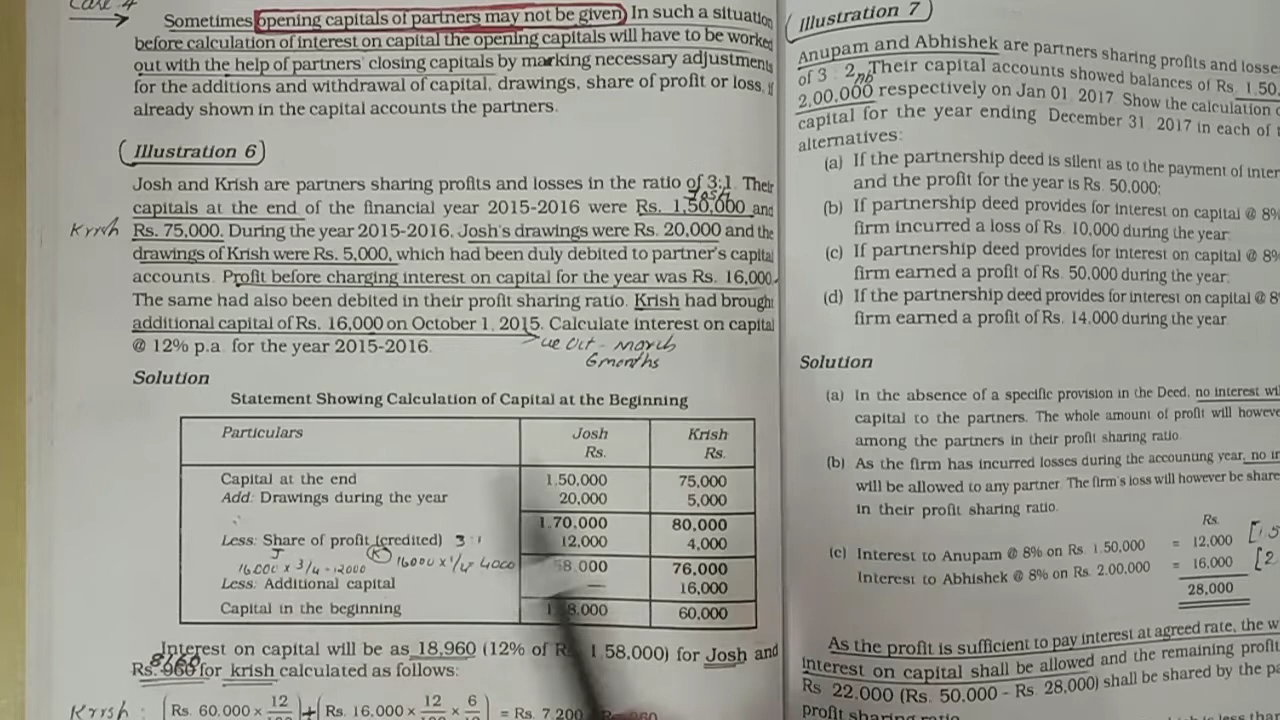 Case 4
Sometimes opening capitals of partners may not be given. In such a situation
before calculation of interest on capital the opening capitals will have to be worked
out with the help of partners' closing capitals by marking necessary adjustments
for the additions and withdrawal of capital, drawings, share of profit or loss, if
already shown in the capital accounts the partners.
Illustration 6
Josh and Krish are partners sharing profits and losses in the ratio of 3:1. Their
Josh
capitals at the end of the financial year 2015-2016 were Rs. 1,50,000 and
Krish Rs. 75,000. During the year 2015-2016, Josh's drawings were Rs. 20,000 and the
drawings of Krish were Rs. 5,000, which had been duly debited to partner's capital
accounts. Profit before charging interest on capital for the year was Rs. 16,000.
The same had also been debited in their profit sharing ratio. Krish had brought
additional capital of Rs. 16,000 on October 1, 2015. Calculate interest on capital
@ 12% p.a. for the year 2015-2016.
Oct - March
6 months
Solution
Statement Showing Calculation of Capital at the Beginning
Particulars Josh Krish
Rs. Rs.
Capital at the end 1,50,000 75,000
Add: Drawings during the year 20,000 5,000
1,70,000 80,000
Less: Share of profit (credited) 3:1 12,000 4,000
J K
16000 x 3/4 = 12000 16000 x 1/4 = 4000 58,000 76,000
Less: Additional capital — 16,000
Capital in the beginning 8,000 60,000
Interest on capital will be as 18,960 (12% of 1,58,000) for Josh and
8160
Rs. 960 for krish calculated as follows:
Krish: Rs. 60,000 × 12 + Rs. 16,000 × 12 × 6 = Rs. 7,200
Illustration 7
Anupam and Abhishek are partners sharing profits and losse
of 3 : 2. Their capital accounts showed balances of Rs. 1,50,
2,00,000 respectively on Jan 01, 2017. Show the calculation
capital for the year ending December 31, 2017 in each of
alternatives:
(a) If the partnership deed is silent as to the payment of inter
and the profit for the year is Rs. 50,000;
(b) If partnership deed provides for interest on capital @ 8%
firm incurred a loss of Rs. 10,000 during the year;
(c) If partnership deed provides for interest on capital @ 8%
firm earned a profit of Rs. 50,000 during the year;
(d) If the partnership deed provides for interest on capital @ 8
firm earned a profit of Rs. 14,000 during the year.
Solution
(a) In the absence of a specific provision in the Deed, no interest wi
capital to the partners. The whole amount of profit will howeve
among the partners in their profit sharing ratio.
(b) As the firm has incurred losses during the accounting year, no in
will be allowed to any partner. The firm's loss will however be share
in their profit sharing ratio.
Rs.
(c) Interest to Anupam @ 8% on Rs. 1,50,000 = 12,000 [1.5
Interest to Abhishek @ 8% on Rs. 2,00,000 = 16,000 [2
28,000
As the profit is sufficient to pay interest at agreed rate, the w
interest on capital shall be allowed and the remaining profit
Rs. 22,000 (Rs. 50,000 - Rs. 28,000) shall be shared by the pa
profit sharing ratio